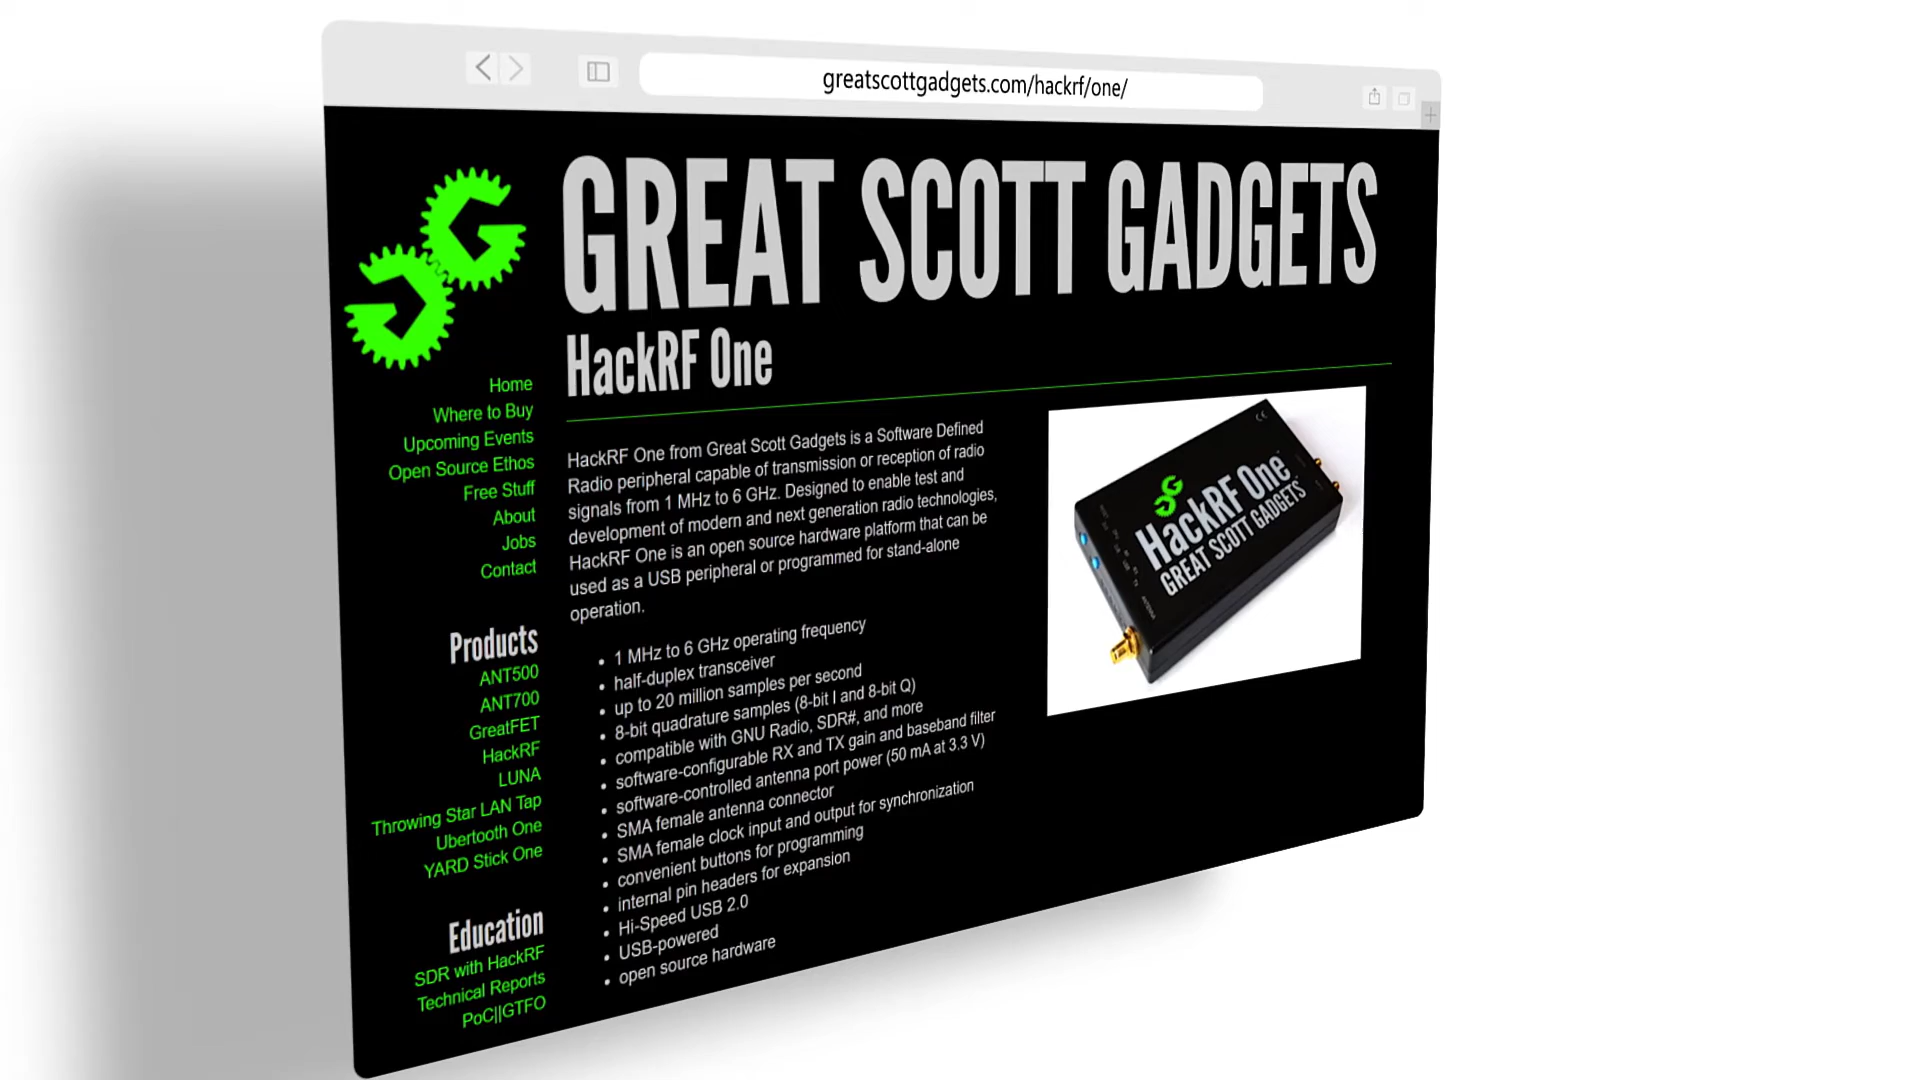 greatscottgadgets.com/hackrf/one/
GREAT SCOTT GADGETS
HackRF One
Home
Where to Buy
Upcoming Events
Open Source Ethos
Free Stuff
About
Jobs
Contact
Products
ANT500
ANT700
GreatFET
HackRF
LUNA
Throwing Star LAN Tap
Ubertooth One
YARD Stick One
Education
SDR with HackRF
Technical Reports
PoC||GTFO
HackRF One from Great Scott Gadgets is a Software Defined
Radio peripheral capable of transmission or reception of radio
signals from 1 MHz to 6 GHz. Designed to enable test and
development of modern and next generation radio technologies,
HackRF One is an open source hardware platform that can be
used as a USB peripheral or programmed for stand-alone
operation.
• 1 MHz to 6 GHz operating frequency
• half-duplex transceiver
• up to 20 million samples per second
• 8-bit quadrature samples (8-bit I and 8-bit Q)
• compatible with GNU Radio, SDR#, and more
• software-configurable RX and TX gain and baseband filter
• software-controlled antenna port power (50 mA at 3.3 V)
• SMA female antenna connector
• SMA female clock input and output for synchronization
• convenient buttons for programming
• internal pin headers for expansion
• Hi-Speed USB 2.0
• USB-powered
• open source hardware
HackRF One
GREAT SCOTT GADGETS